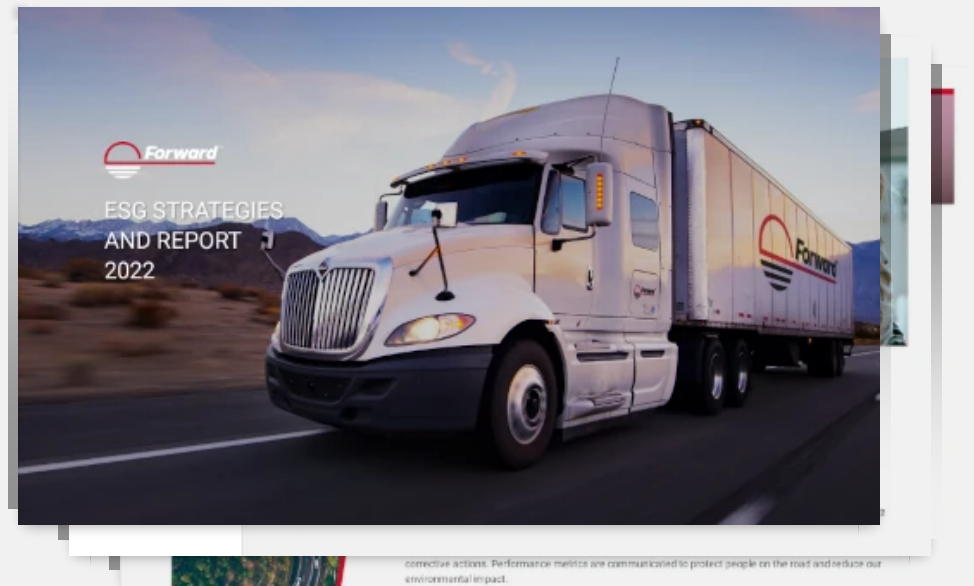 Forward
ESG STRATEGIES
AND REPORT
2022
Forward
corrective actions. Performance metrics are communicated to protect people on the road and reduce our
environmental impact.